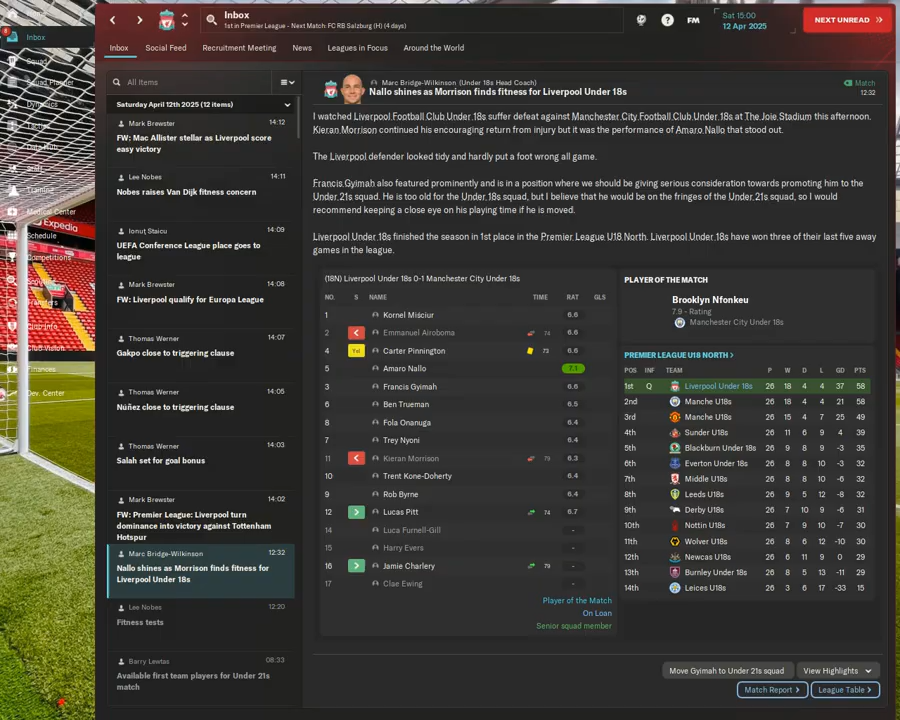 Inbox
1st in Premier League - Next Match: FC RB Salzburg (H) (4 days)
?
FM
Sat 15:00
12 Apr 2025
NEXT UNREAD
Inbox
Squad
Squad Planner
Dynamics
Data Hub
Training
Medical Center
Schedule
Competitions
Finances
Dev. Center
Expedia
Inbox
Social Feed
Recruitment Meeting
News
Leagues in Focus
Around the World
All Items
Saturday April 12th 2025 (12 items)
Mark Brewster
14:12
FW: Mac Allister stellar as Liverpool score
easy victory
Lee Nobes
14:11
Nobes raises Van Dijk fitness concern
Ionuț Staicu
14:09
UEFA Conference League place goes to
league
Mark Brewster
14:08
FW: Liverpool qualify for Europa League
Thomas Werner
14:07
Gakpo close to triggering clause
Thomas Werner
14:05
Núñez close to triggering clause
Thomas Werner
14:03
Salah set for goal bonus
Mark Brewster
14:02
FW: Premier League: Liverpool turn
dominance into victory against Tottenham
Hotspur
Marc Bridge-Wilkinson
12:32
Nallo shines as Morrison finds fitness for
Liverpool Under 18s
Lee Nobes
12:20
Fitness tests
Barry Lewtas
08:33
Available first team players for Under 21s
match
Marc Bridge-Wilkinson (Under 18s Head Coach)
Nallo shines as Morrison finds fitness for Liverpool Under 18s
Match
12:32
I watched Liverpool Football Club Under 18s suffer defeat against Manchester City Football Club Under 18s at The Joie Stadium this afternoon.
Kieran Morrison continued his encouraging return from injury but it was the performance of Amaro Nallo that stood out.
The Liverpool defender looked tidy and hardly put a foot wrong all game.
Francis Gyimah also featured prominently and is in a position where we should be giving serious consideration towards promoting him to the
Under 21s squad. He is too old for the Under 18s squad, but I believe that he would be on the fringes of the Under 21s squad, so I would
recommend keeping a close eye on his playing time if he is moved.
Liverpool Under 18s finished the season in 1st place in the Premier League U18 North. Liverpool Under 18s have won three of their last five away
games in the league.
(18N) Liverpool Under 18s 0-1 Manchester City Under 18s
NO. S NAME TIME RAT GLS
1 Kornel Miściur 6.6
2 Emmanuel Airoboma 74 6.6
4 Yel Carter Pinnington 73 6.6
5 Amaro Nallo 7.1
3 Francis Gyimah 6.6
6 Ben Trueman 6.5
8 Fola Onanuga 6.4
7 Trey Nyoni 6.4
11 Kieran Morrison 79 6.3
10 Trent Kone-Doherty 6.4
9 Rob Byrne 6.4
12 Lucas Pitt 74 6.7
14 Luca Furnell-Gill -
15 Harry Evers -
16 Jamie Charlery 79 -
17 Clae Ewing -
Player of the Match
On Loan
Senior squad member
PLAYER OF THE MATCH
Brooklyn Nfonkeu
7.9 - Rating
Manchester City Under 18s
PREMIER LEAGUE U18 NORTH >
POS INF TEAM P W D L GD PTS
1st Q Liverpool Under 18s 26 18 4 4 37 58
2nd Manche U18s 26 18 4 4 21 58
3rd Manche U18s 26 15 4 7 25 49
4th Sunder U18s 26 11 6 9 4 39
5th Blackburn Under 18s 26 9 8 9 -3 35
6th Everton Under 18s 26 8 8 10 -3 32
7th Middle U18s 26 8 8 10 -6 32
8th Leeds U18s 26 9 5 12 -8 32
9th Derby U18s 26 7 10 9 -6 31
10th Nottin U18s 26 7 9 10 -7 30
11th Wolver U18s 26 8 6 12 -10 30
12th Newcas U18s 26 6 11 9 0 29
13th Burnley Under 18s 26 8 5 13 -11 29
14th Leices U18s 26 3 6 17 -33 15
Move Gyimah to Under 21s squad
View Highlights
Match Report >
League Table >